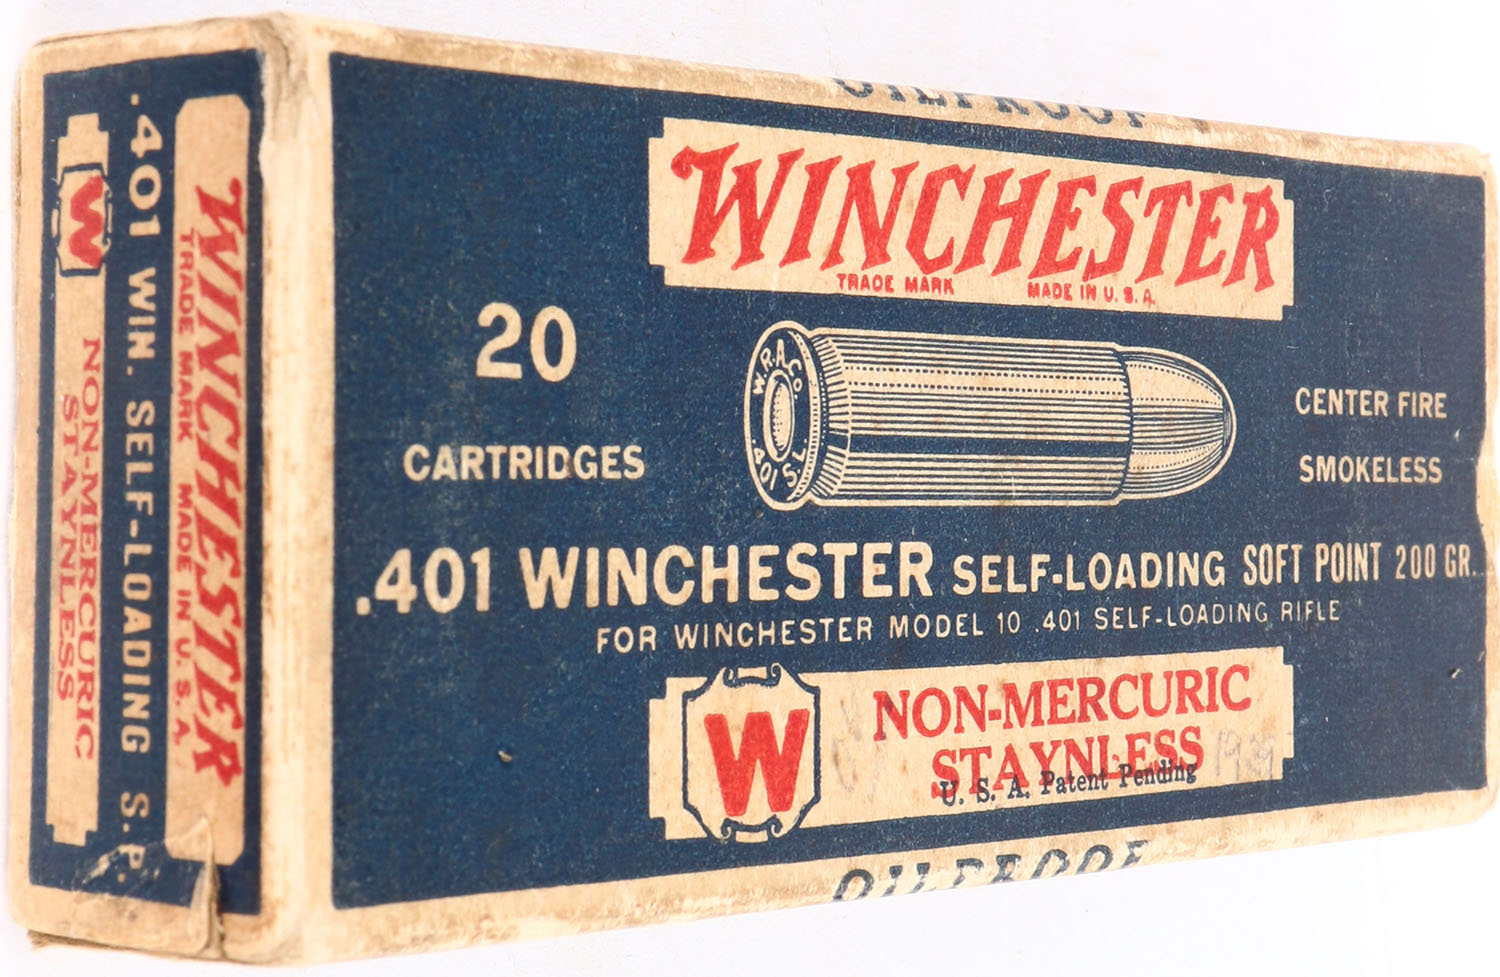 OILPROOF
WINCHESTER
TRADE MARK MADE IN U. S. A.
20
CARTRIDGES
W.R.A.Co.
.401 S.L.
CENTER FIRE
SMOKELESS
.401 WINCHESTER SELF-LOADING SOFT POINT 200 GR.
FOR WINCHESTER MODEL 10 .401 SELF-LOADING RIFLE
W
NON-MERCURIC
STAYNLESS
U. S. A. Patent Pending
OILPROOF
WINCHESTER
TRADE MARK MADE IN U. S. A.
.401 WIN. SELF-LOADING S.P.
W
NON-MERCURIC
STAYNLESS